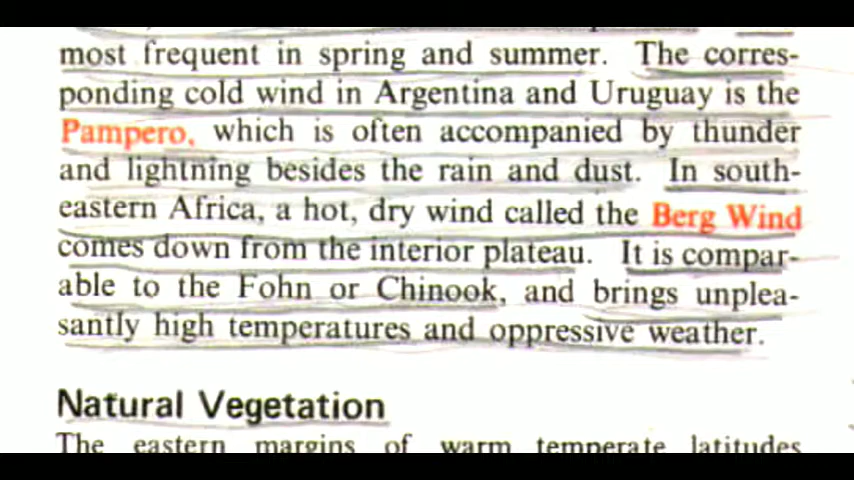 most frequent in spring and summer. The corres-
ponding cold wind in Argentina and Uruguay is the
Pampero, which is often accompanied by thunder
and lightning besides the rain and dust. In south-
eastern Africa, a hot, dry wind called the Berg Wind
comes down from the interior plateau. It is compar-
able to the Fohn or Chinook, and brings unplea-
santly high temperatures and oppressive weather.
Natural Vegetation
The eastern margins of warm temperate latitudes